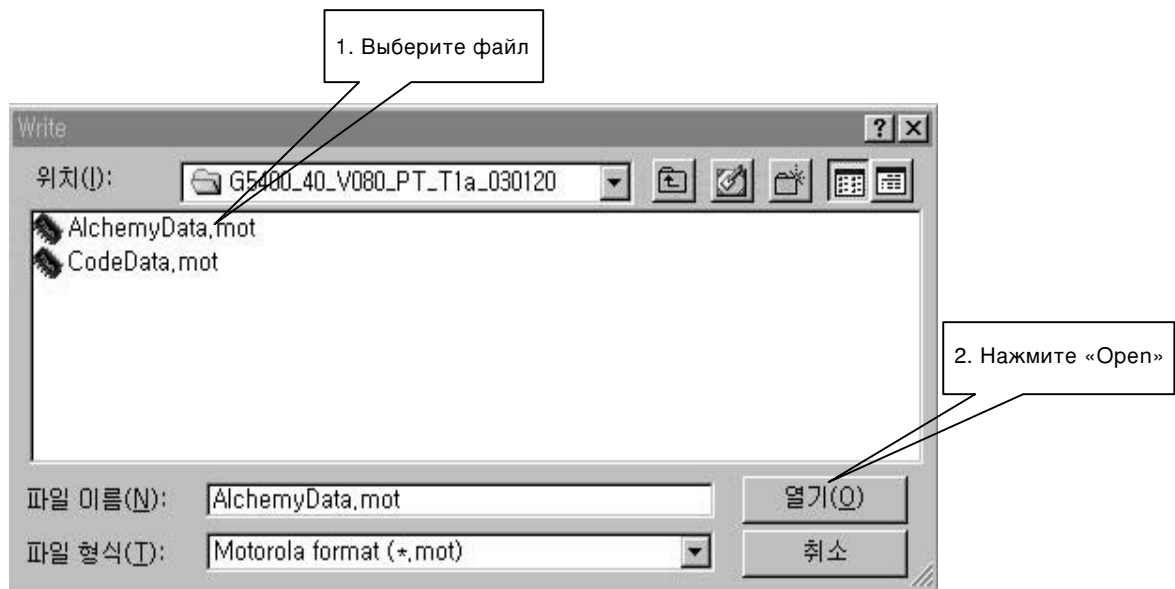 1. Выберите файл
Write
위치(I):
G5400_40_V080_PT_T1a_030120
AlchemyData.mot
CodeData.mot
2. Нажмите «Open»
파일 이름(N):
AlchemyData.mot
열기(O)
파일 형식(T):
Motorola format (*.mot)
취소